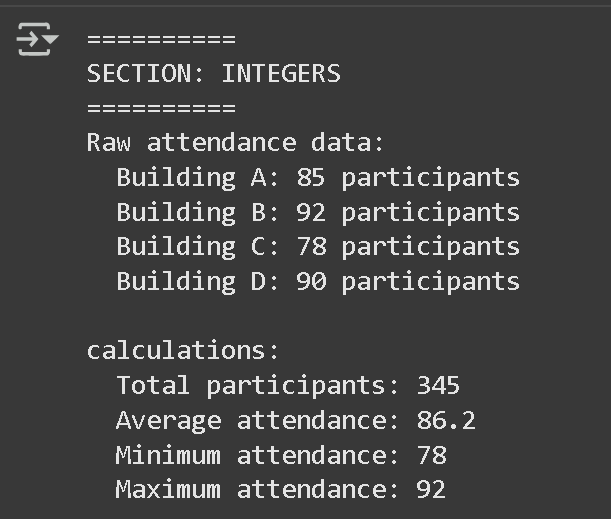 ==========
SECTION: INTEGERS
==========
Raw attendance data:
  Building A: 85 participants
  Building B: 92 participants
  Building C: 78 participants
  Building D: 90 participants

calculations:
  Total participants: 345
  Average attendance: 86.2
  Minimum attendance: 78
  Maximum attendance: 92